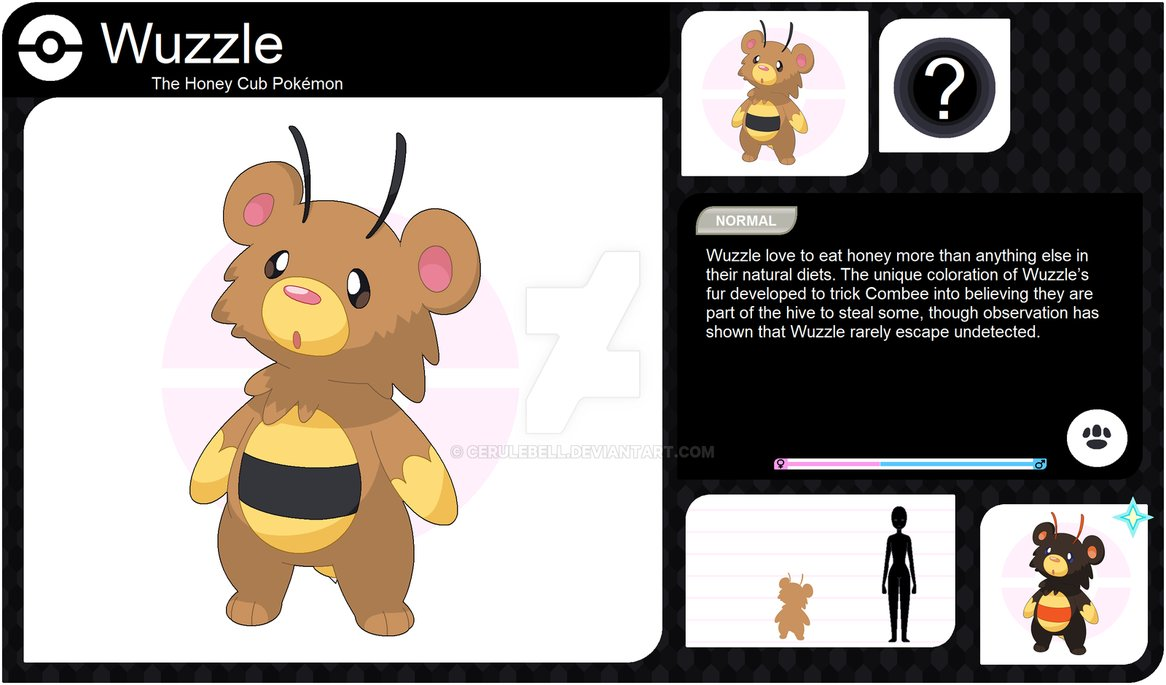 Wuzzle
The Honey Cub Pokémon
?
NORMAL
Wuzzle love to eat honey more than anything else in
their natural diets. The unique coloration of Wuzzle's
fur developed to trick Combee into believing they are
part of the hive to steal some, though observation has
shown that Wuzzle rarely escape undetected.
© CERULEBELL.DEVIANTART.COM
♀ ♂